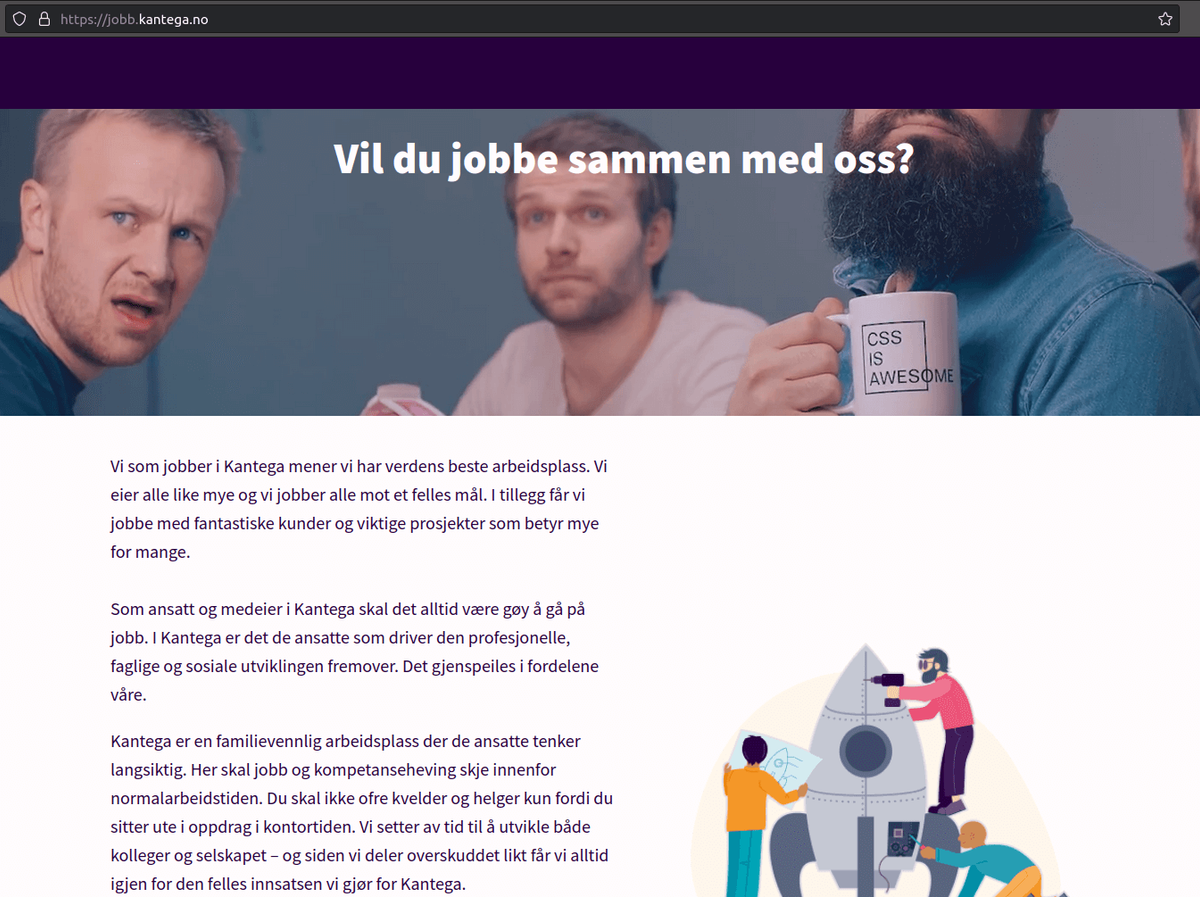 https://jobb.kantega.no
Vil du jobbe sammen med oss?
CSS
IS
AWESOME
Vi som jobber i Kantega mener vi har verdens beste arbeidsplass. Vi
eier alle like mye og vi jobber alle mot et felles mål. I tillegg får vi
jobbe med fantastiske kunder og viktige prosjekter som betyr mye
for mange.
Som ansatt og medeier i Kantega skal det alltid være gøy å gå på
jobb. I Kantega er det de ansatte som driver den profesjonelle,
faglige og sosiale utviklingen fremover. Det gjenspeiles i fordelene
våre.
Kantega er en familievennlig arbeidsplass der de ansatte tenker
langsiktig. Her skal jobb og kompetanseheving skje innenfor
normalarbeidstiden. Du skal ikke ofre kvelder og helger kun fordi du
sitter ute i oppdrag i kontortiden. Vi setter av tid til å utvikle både
kolleger og selskapet – og siden vi deler overskuddet likt får vi alltid
igjen for den felles innsatsen vi gjør for Kantega.